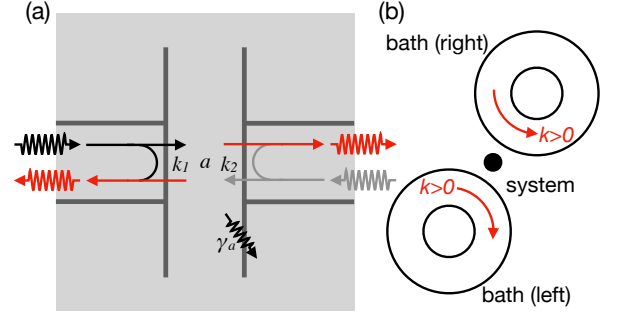 (a)
k1 a k2
γa
(b)
bath (right)
k>0
system
k>0
bath (left)